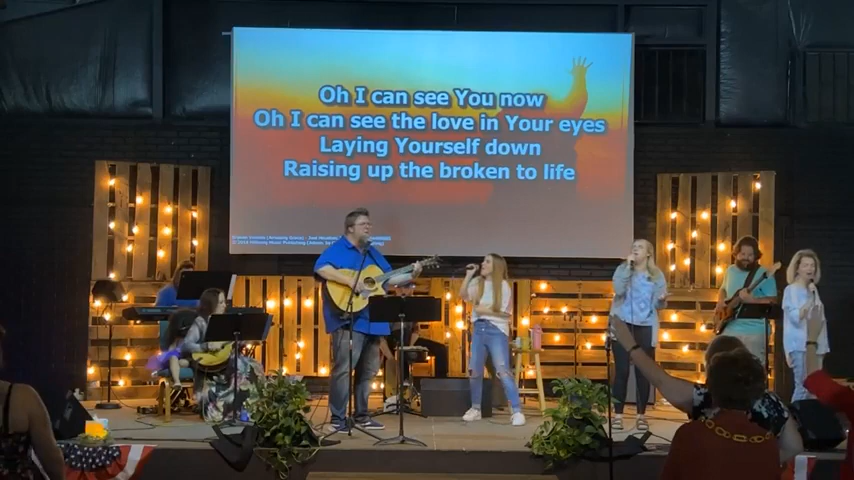 Oh I can see You now
Oh I can see the love in Your eyes
Laying Yourself down
Raising up the broken to life